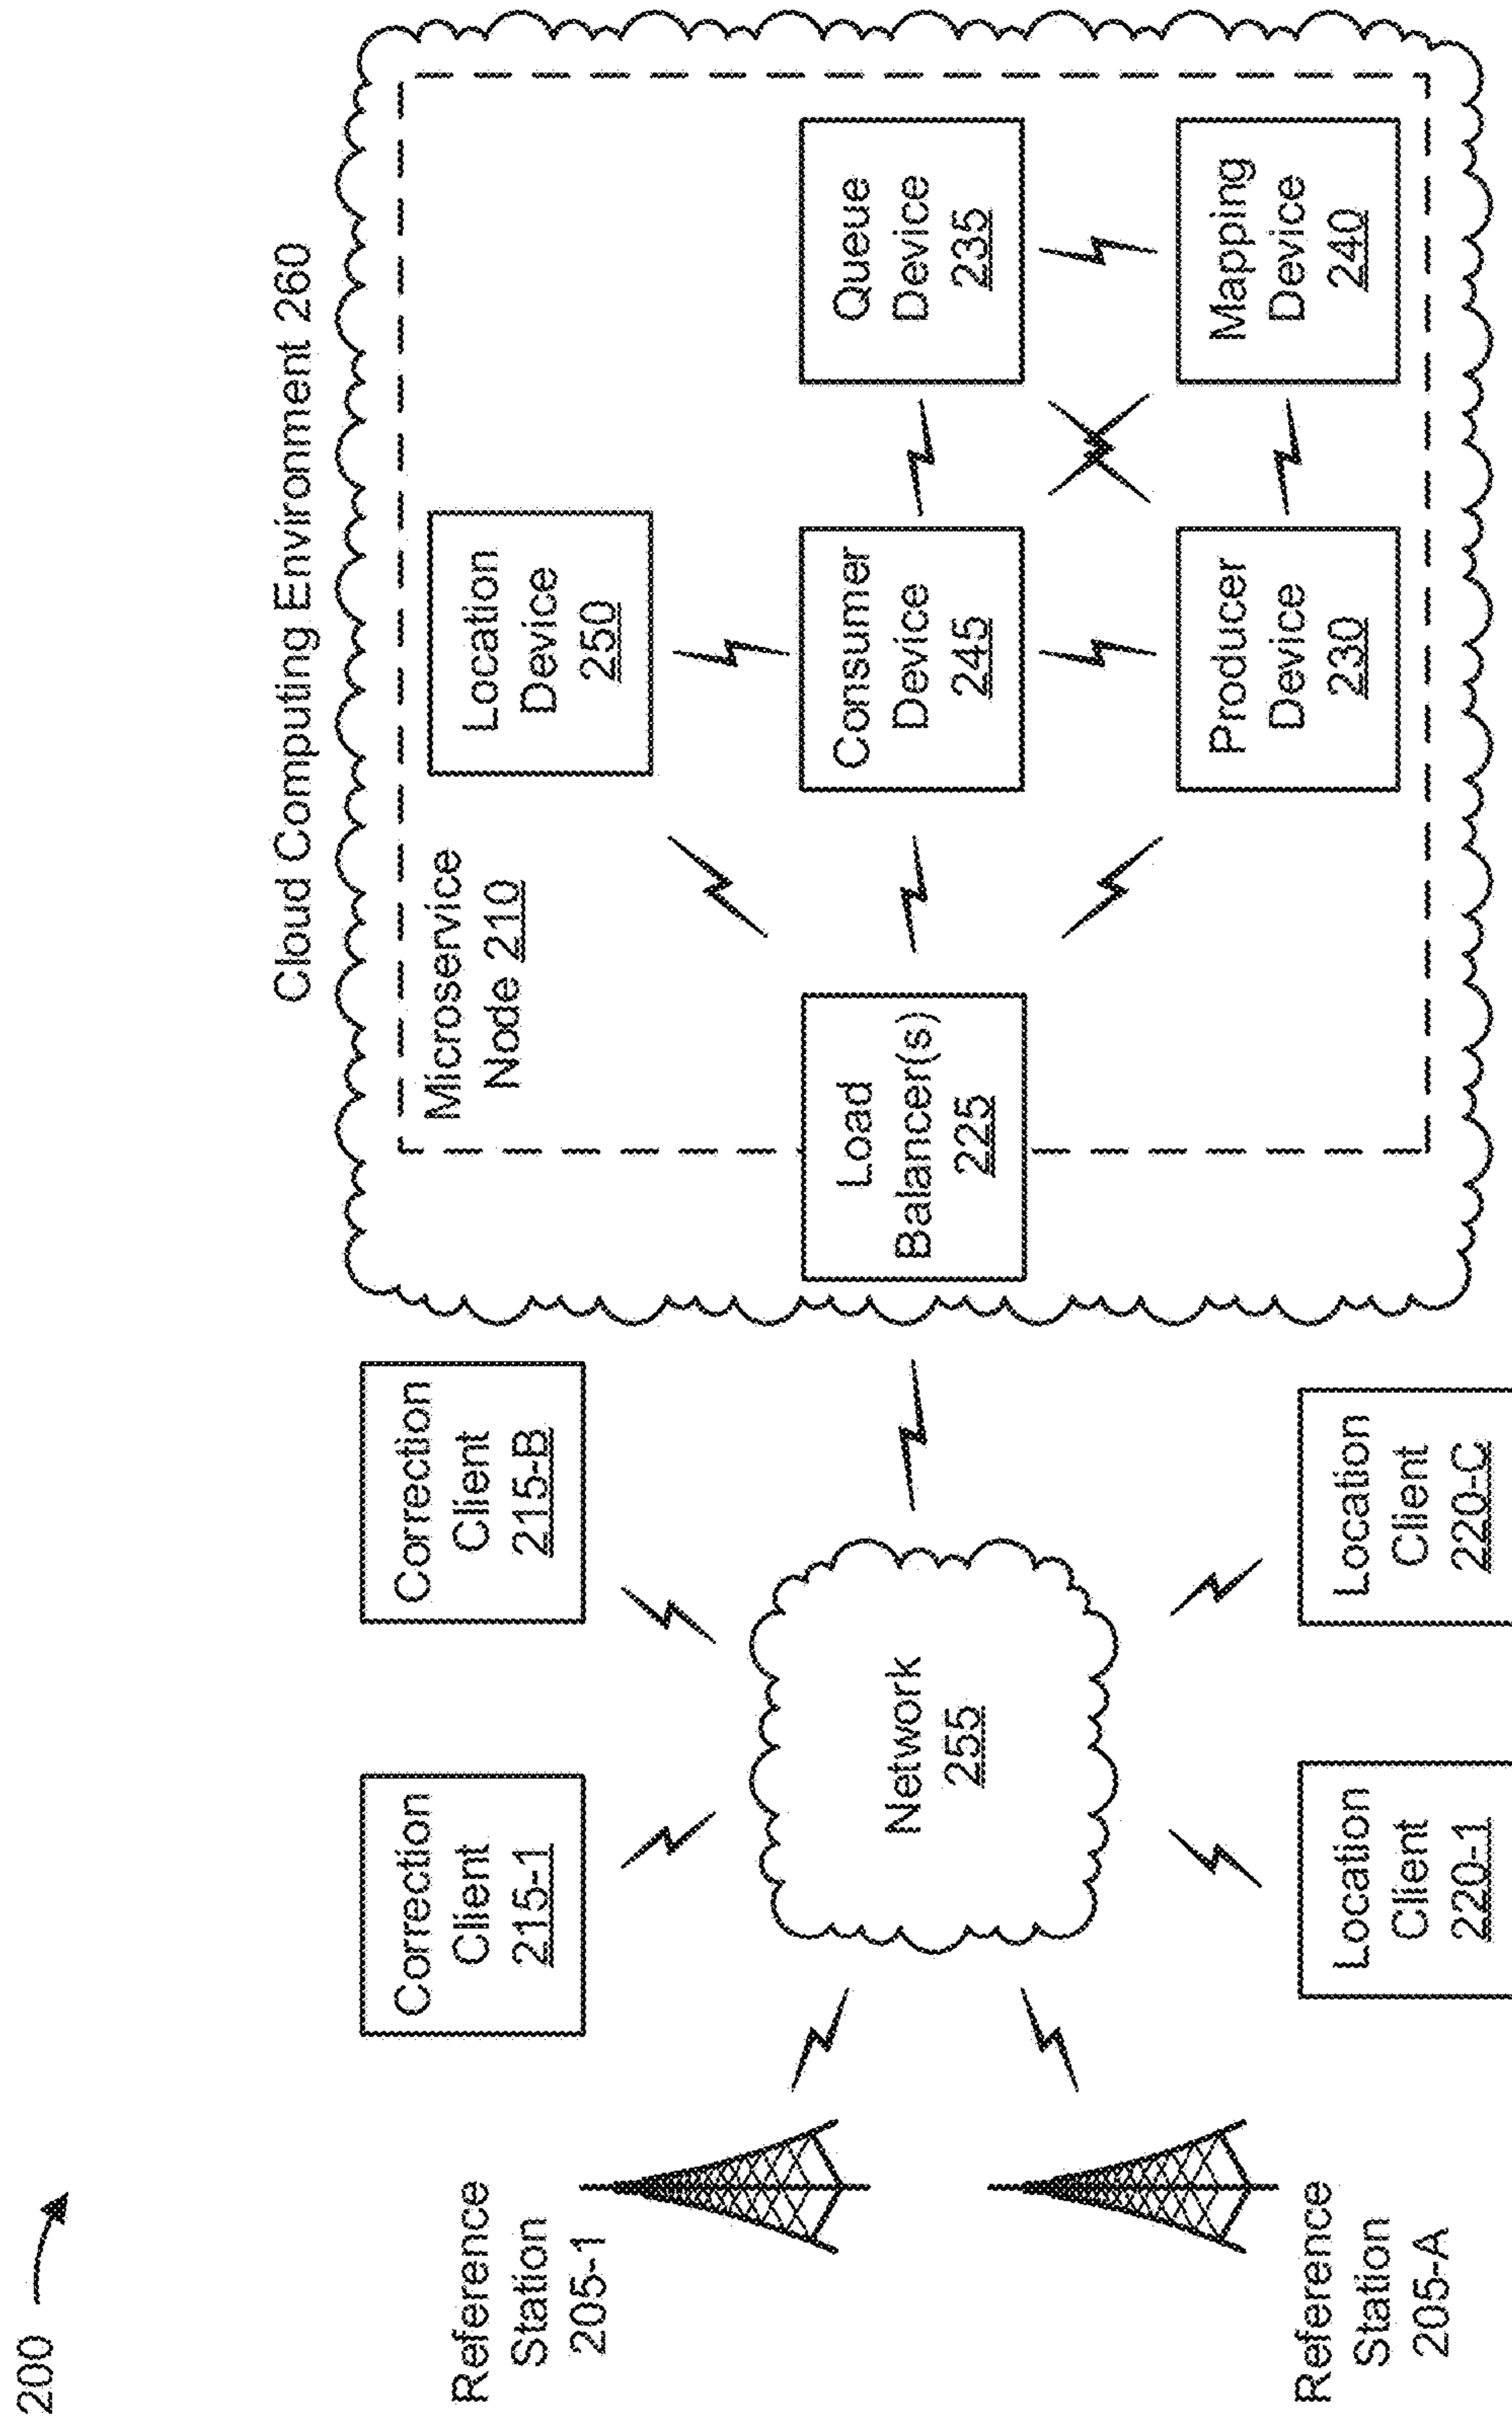 200
Cloud Computing Environment 260
Reference
Station
205-1
Correction
Client
215-1
Correction
Client
215-B
Microservice
Node 210
Location
Device
250
Network
255
Load
Balancer(s)
225
Consumer
Device
245
Queue
Device
235
Reference
Station
205-A
Location
Client
220-1
Location
Client
220-C
Producer
Device
230
Mapping
Device
240